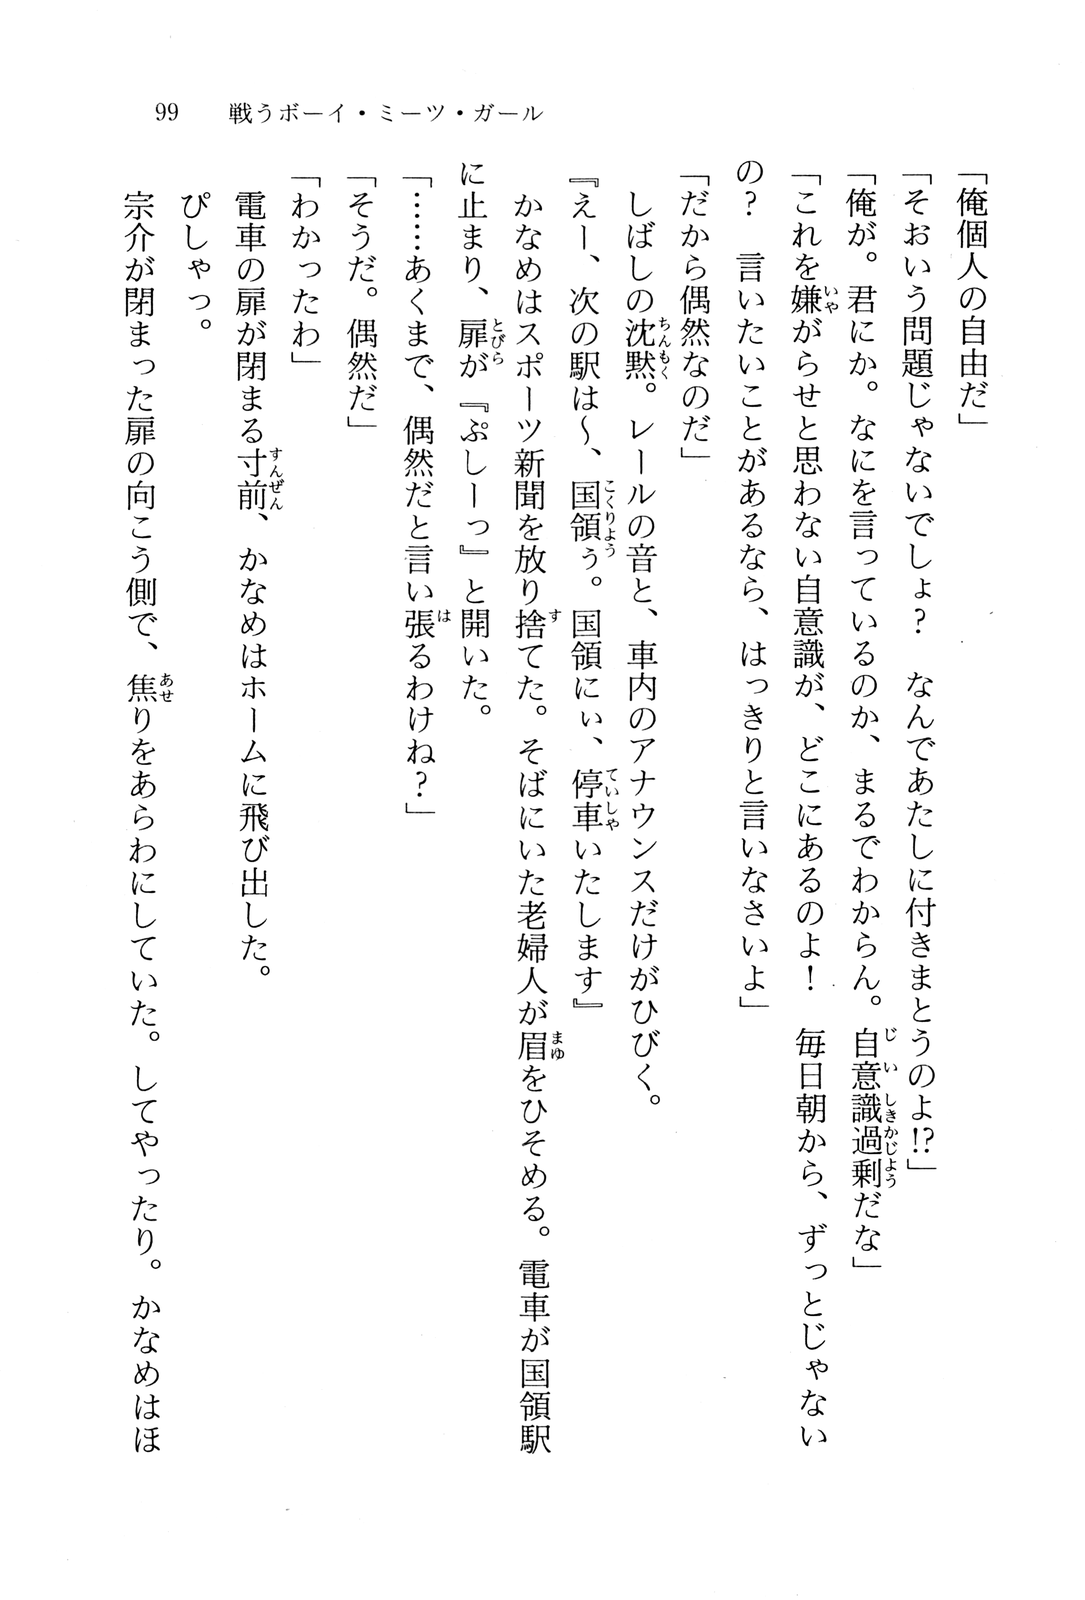 99　戦うボーイ・ミーツ・ガール
「俺個人の自由だ」
「そおいう問題じゃないでしょ?　なんであたしに付きまとうのよ!?」
「俺が。君にか。なにを言っているのか、まるでわからん。自意識過剰だな」
「これを嫌がらせと思わない自意識が、どこにあるのよ!　毎日朝から、ずっとじゃない
の?　言いたいことがあるなら、はっきりと言いなさいよ」
「だから偶然なのだ」
　しばしの沈黙。レールの音と、車内のアナウンスだけがひびく。
『えー、次の駅は〜、国領ぅ。国領にぃ、停車いたします』
　かなめはスポーツ新聞を放り捨てた。そばにいた老婦人が眉をひそめる。電車が国領駅
に止まり、扉が『ぷしーっ』と開いた。
「……あくまで、偶然だと言い張るわけね?」
「そうだ。偶然だ」
「わかったわ」
　電車の扉が閉まる寸前、かなめはホームに飛び出した。
　ぴしゃっ。
　宗介が閉まった扉の向こう側で、焦りをあらわにしていた。してやったり。かなめはほ